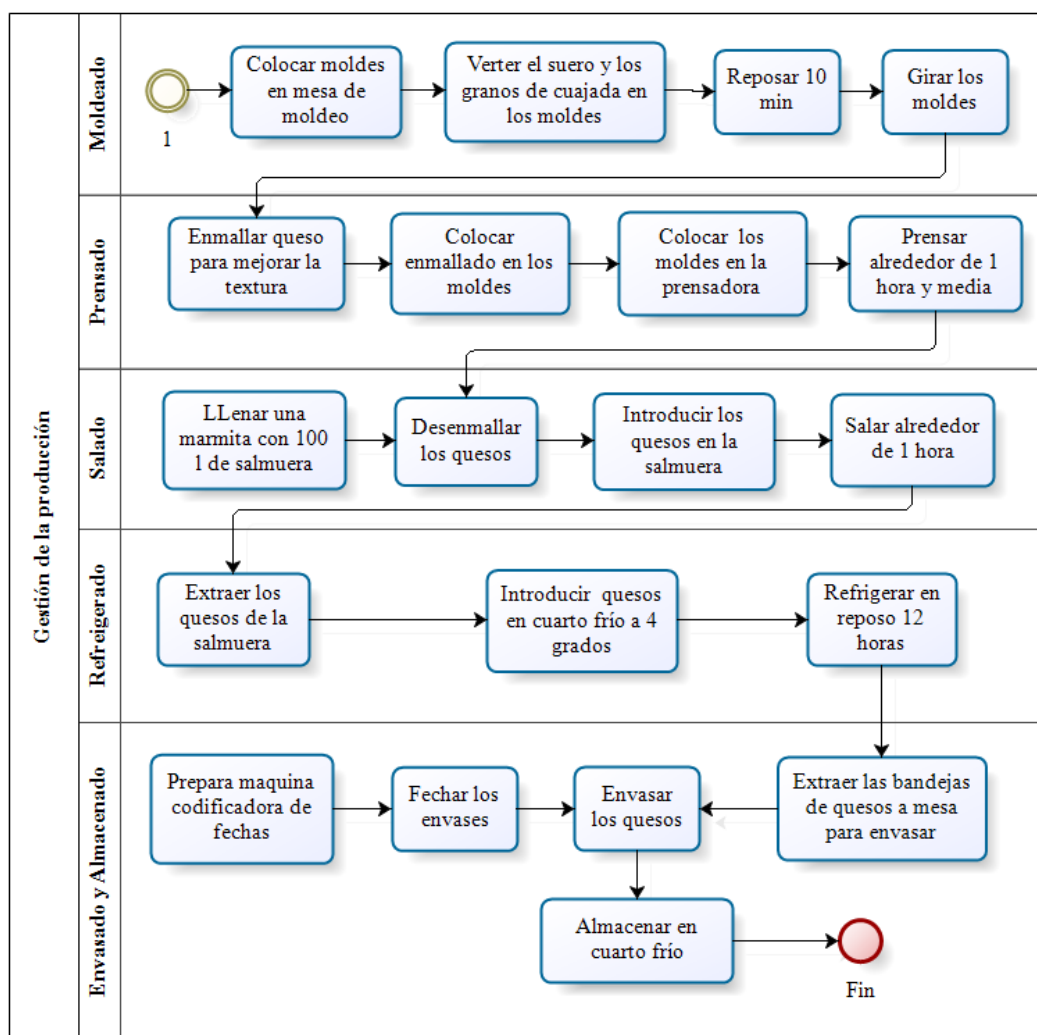 Gestión de la producción
Moldeado
1
Colocar moldes
en mesa de
moldeo
Verter el suero y los
granos de cuajada en
los moldes
Reposar 10
min
Girar los
moldes
Prensado
Enmallar queso
para mejorar la
textura
Colocar
enmallado en los
moldes
Colocar los
moldes en la
prensadora
Prensar
alrededor de 1
hora y media
Salado
LLenar una
marmita con 100
l de salmuera
Desenmallar
los quesos
Introducir los
quesos en la
salmuera
Salar alrededor
de 1 hora
Refreigerado
Extraer los
quesos de la
salmuera
Introducir quesos
en cuarto frío a 4
grados
Refrigerar en
reposo 12
horas
Envasado y Almacenado
Prepara maquina
codificadora de
fechas
Fechar los
envases
Envasar
los quesos
Extraer las bandejas
de quesos a mesa
para envasar
Almacenar en
cuarto frío
Fin